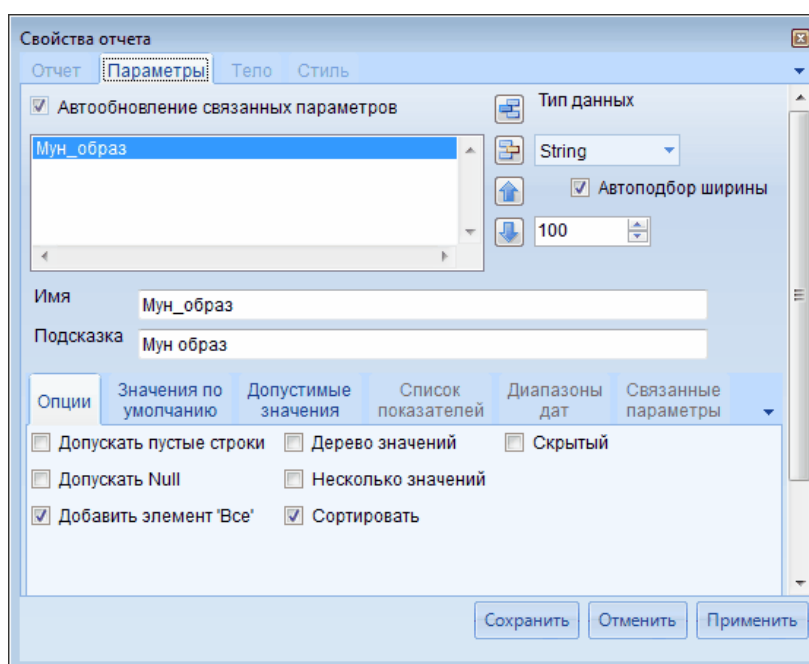 Свойства отчета
Отчет Параметры Тело Стиль
Автообновление связанных параметров
Тип данных
Мун_образ
String
Автоподбор ширины
100
Имя Мун_образ
Подсказка Мун образ
Опции Значения по умолчанию Допустимые значения Список показателей Диапазоны дат Связанные параметры
Допускать пустые строки Дерево значений Скрытый
Допускать Null Несколько значений
Добавить элемент 'Все' Сортировать
Сохранить Отменить Применить